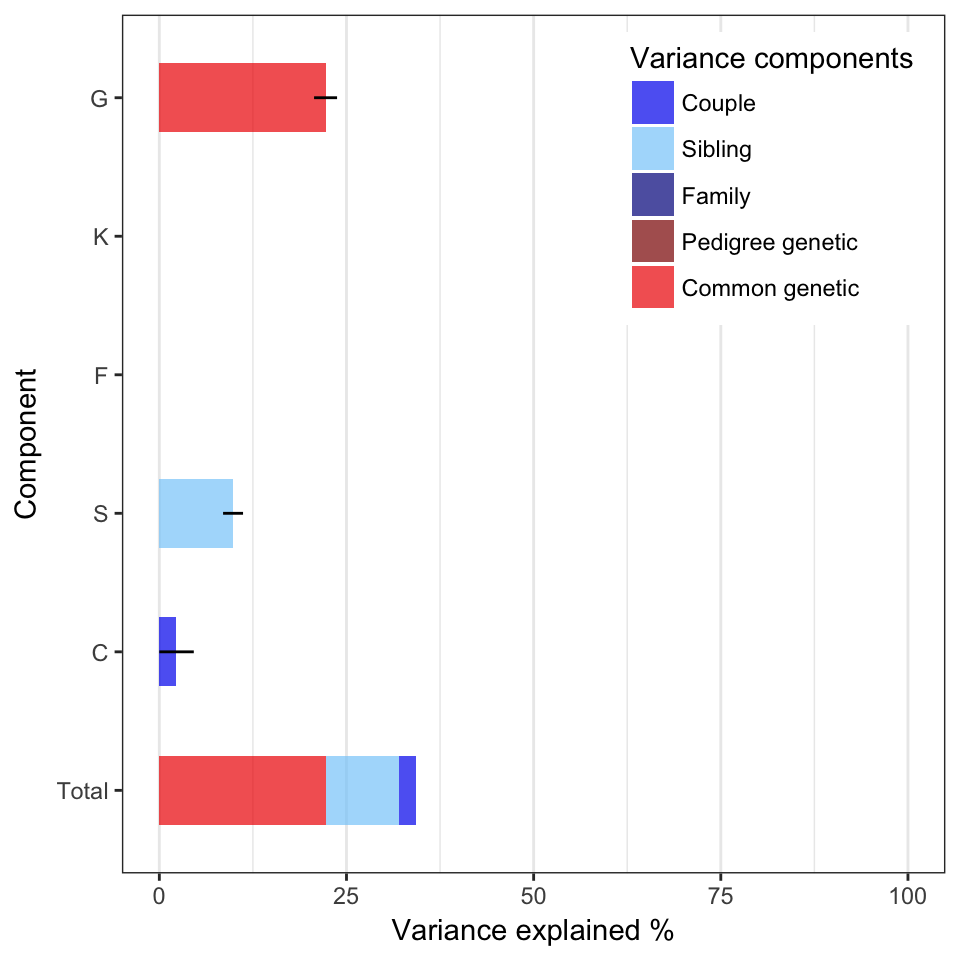 Variance components
Couple
Sibling
Family
Pedigree genetic
Common genetic
G
K
F
S
C
Total
Component
0 25 50 75 100
Variance explained %